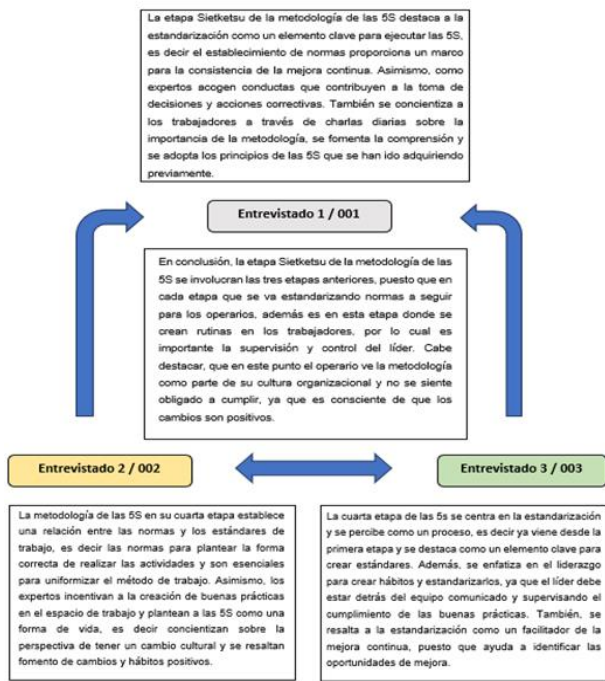 La etapa Sietketsu de la metodología de las 5S destaca a la
estandarización como un elemento clave para ejecutar las 5S,
es decir el establecimiento de normas proporciona un marco
para la consistencia de la mejora continua. Asimismo, como
expertos acogen conductas que contribuyen a la toma de
decisiones y acciones correctivas. También se concientiza a
los trabajadores a través de charlas diarias sobre la
importancia de la metodología, se fomenta la comprensión y
se adopta los principios de las 5S que se han ido adquiriendo
previamente.
Entrevistado 1 / 001
En conclusión, la etapa Sietketsu de la metodología de las
5S se involucran las tres etapas anteriores, puesto que en
cada etapa que se va estandarizando normas a seguir
para los operarios, además es en esta etapa donde se
crean rutinas en los trabajadores, por lo cual es
importante la supervisión y control del líder. Cabe
destacar, que en este punto el operario ve la metodología
como parte de su cultura organizacional y no se siente
obligado a cumplir, ya que es consciente de que los
cambios son positivos.
Entrevistado 2 / 002
Entrevistado 3 / 003
La metodología de las 5S en su cuarta etapa establece
una relación entre las normas y los estándares de
trabajo, es decir las normas para plantear la forma
correcta de realizar las actividades y son esenciales
para uniformizar el método de trabajo. Asimismo, los
expertos incentivan a la creación de buenas prácticas
en el espacio de trabajo y plantean a las 5S como una
forma de vida, es decir concientizan sobre la
perspectiva de tener un cambio cultural y se resaltan
fomento de cambios y hábitos positivos.
La cuarta etapa de las 5s se centra en la estandarización
y se percibe como un proceso, es decir ya viene desde la
primera etapa y se destaca como un elemento clave para
crear estándares. Además, se enfatiza en el liderazgo
para crear hábitos y estandarizarlos, ya que el líder debe
estar detrás del equipo comunicado y supervisando el
cumplimiento de las buenas prácticas. También, se
resalta a la estandarización como un facilitador de la
mejora continua, puesto que ayuda a identificar las
oportunidades de mejora.